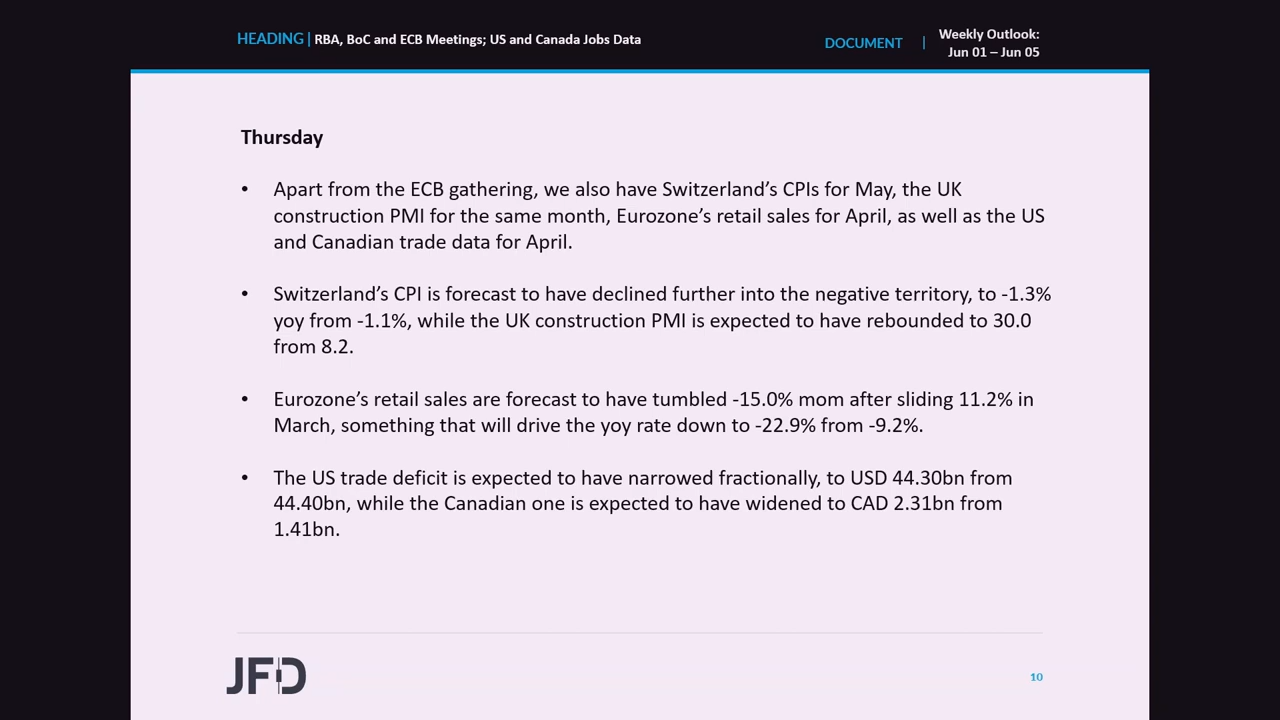 HEADING | RBA, BoC and ECB Meetings; US and Canada Jobs Data
DOCUMENT | Weekly Outlook:
Jun 01 – Jun 05
Thursday
• Apart from the ECB gathering, we also have Switzerland’s CPIs for May, the UK
construction PMI for the same month, Eurozone’s retail sales for April, as well as the US
and Canadian trade data for April.
• Switzerland’s CPI is forecast to have declined further into the negative territory, to -1.3%
yoy from -1.1%, while the UK construction PMI is expected to have rebounded to 30.0
from 8.2.
• Eurozone’s retail sales are forecast to have tumbled -15.0% mom after sliding 11.2% in
March, something that will drive the yoy rate down to -22.9% from -9.2%.
• The US trade deficit is expected to have narrowed fractionally, to USD 44.30bn from
44.40bn, while the Canadian one is expected to have widened to CAD 2.31bn from
1.41bn.
JFD
10